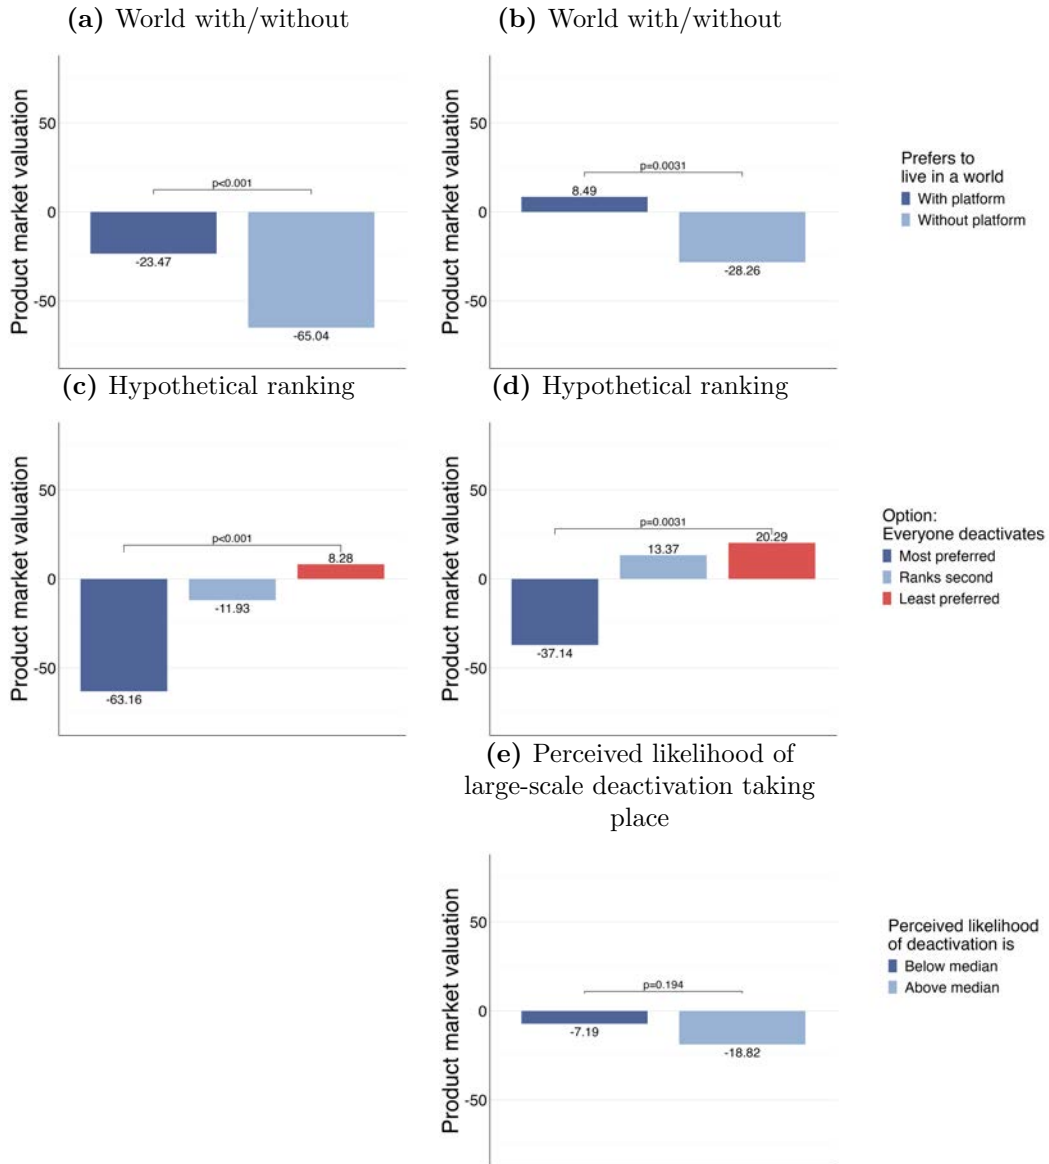 (a) World with/without
Product market valuation
50
0
-50
p<0.001
-23.47
-65.04
(b) World with/without
Product market valuation
50
0
-50
p=0.0031
8.49
-28.26
Prefers to
live in a world
With platform
Without platform
(c) Hypothetical ranking
Product market valuation
50
0
-50
p<0.001
8.28
-11.93
-63.16
(d) Hypothetical ranking
Product market valuation
50
0
-50
p=0.0031
20.29
13.37
-37.14
Option:
Everyone deactivates
Most preferred
Ranks second
Least preferred
(e) Perceived likelihood of
large-scale deactivation taking
place
Product market valuation
50
0
-50
p=0.194
-7.19
-18.82
Perceived likelihood
of deactivation is
Below median
Above median